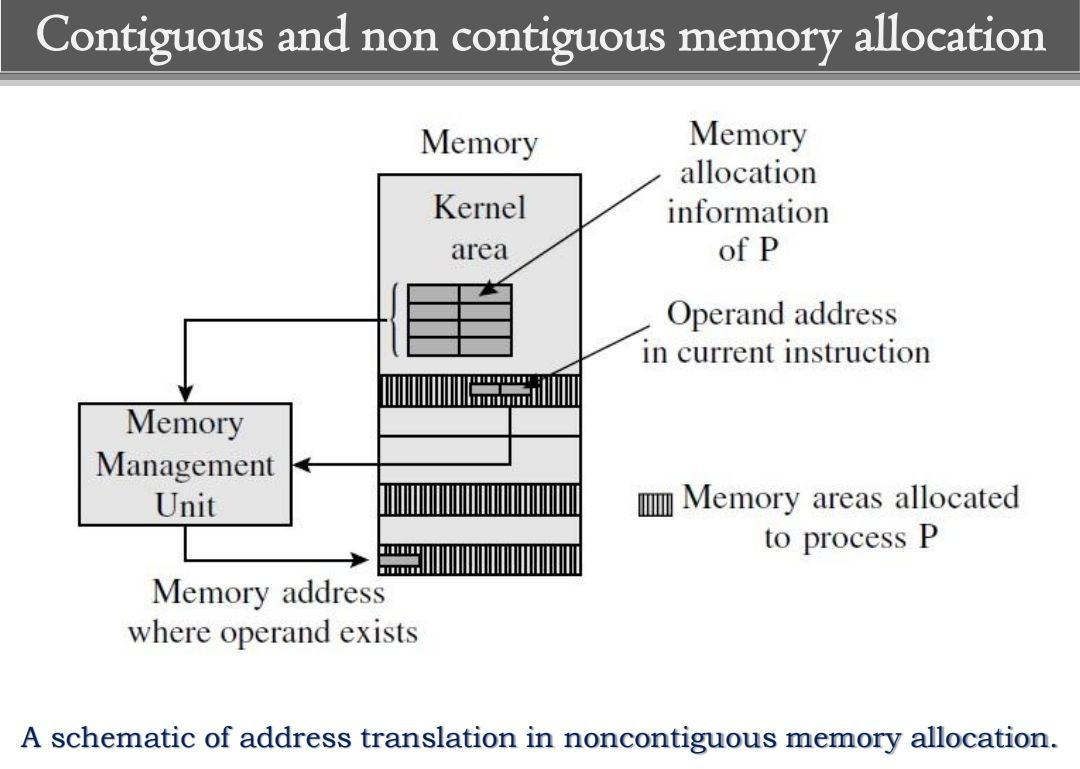 Contiguous and non contiguous memory allocation
Memory
Kernel
area
Memory
allocation
information
of P
Operand address
in current instruction
Memory
Management
Unit
Memory areas allocated
to process P
Memory address
where operand exists
A schematic of address translation in noncontiguous memory allocation.